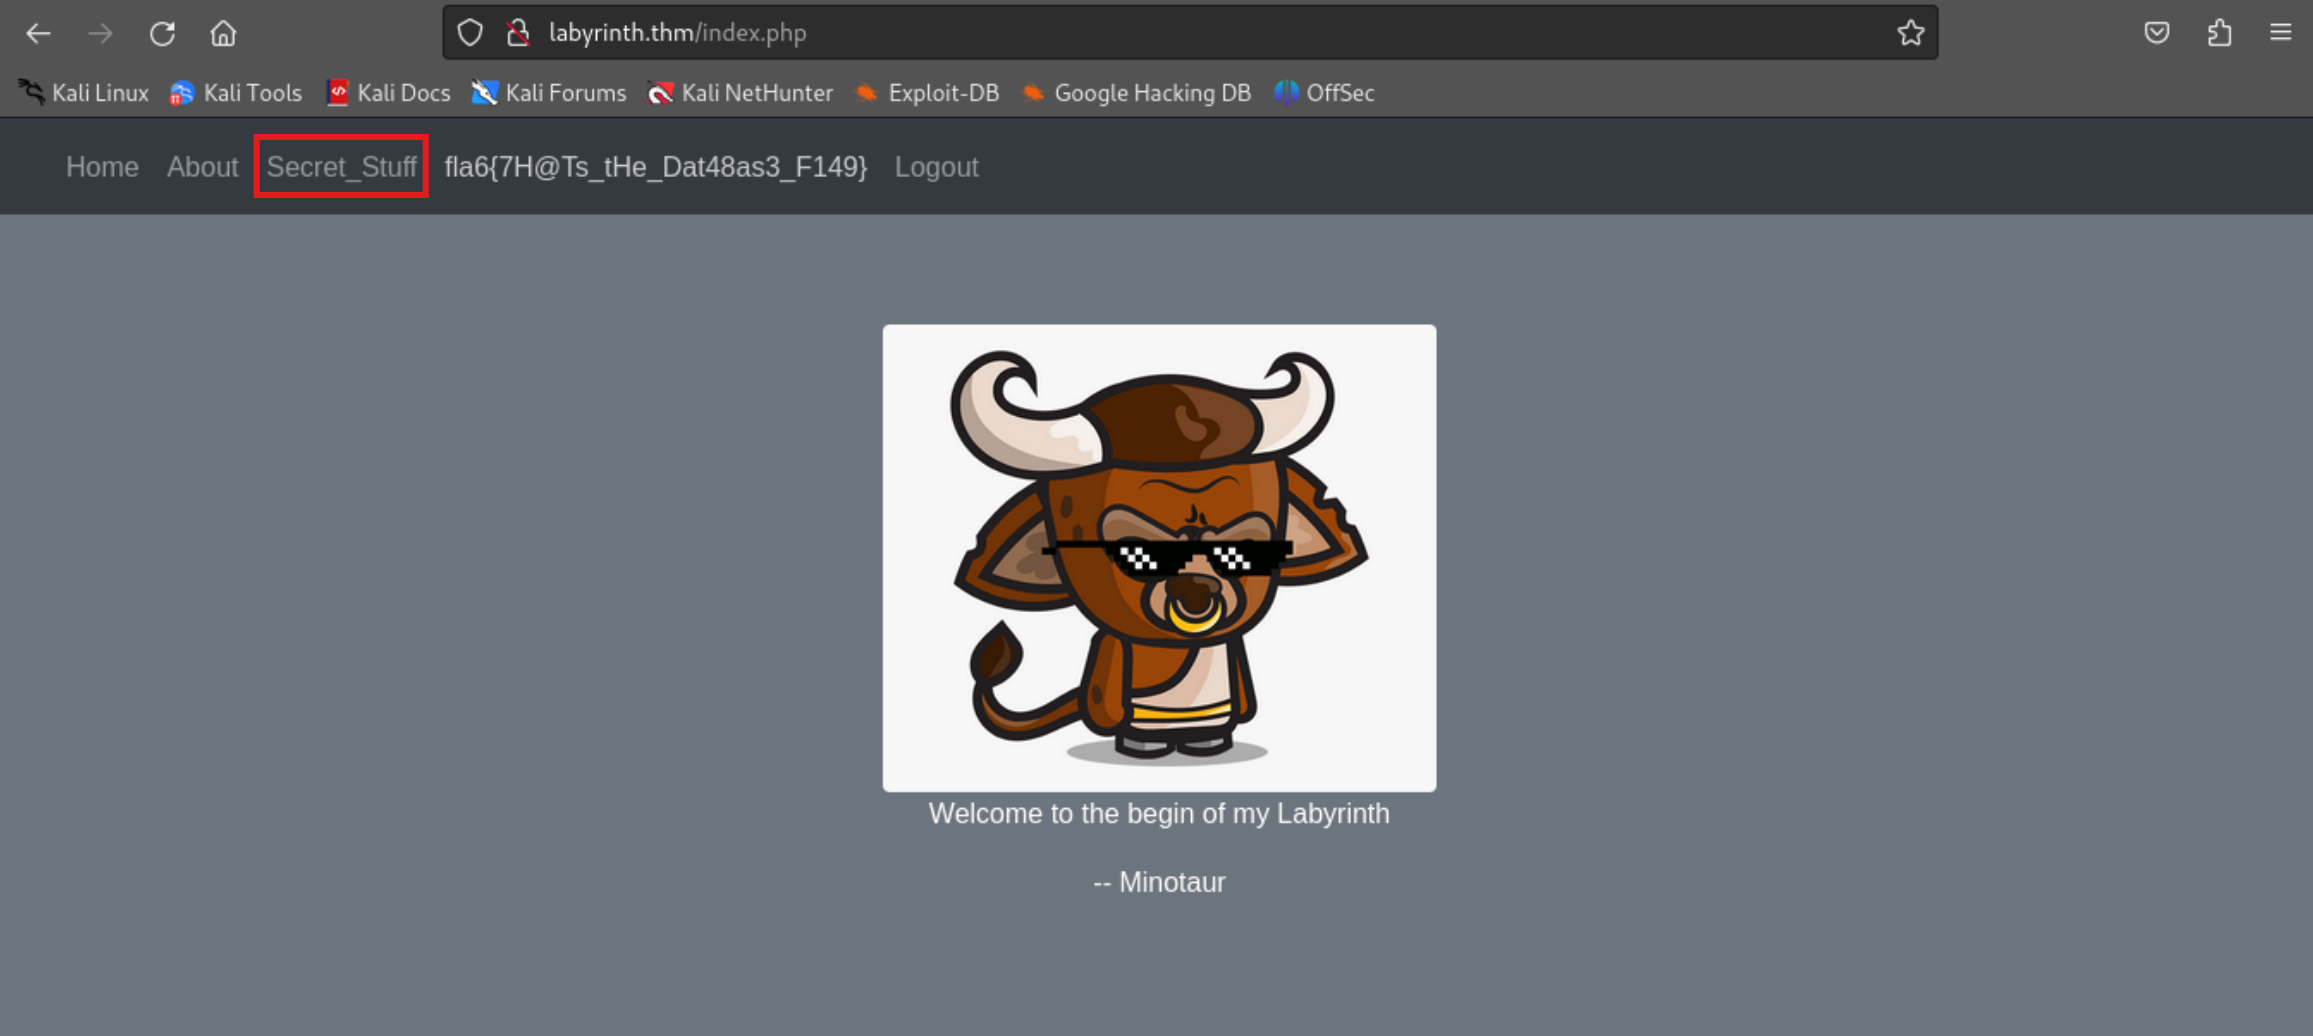 labyrinth.thm/index.php
Kali Linux Kali Tools Kali Docs Kali Forums Kali NetHunter Exploit-DB Google Hacking DB OffSec
Home About Secret_Stuff fla6{7H@Ts_tHe_Dat48as3_F149} Logout
Welcome to the begin of my Labyrinth
-- Minotaur